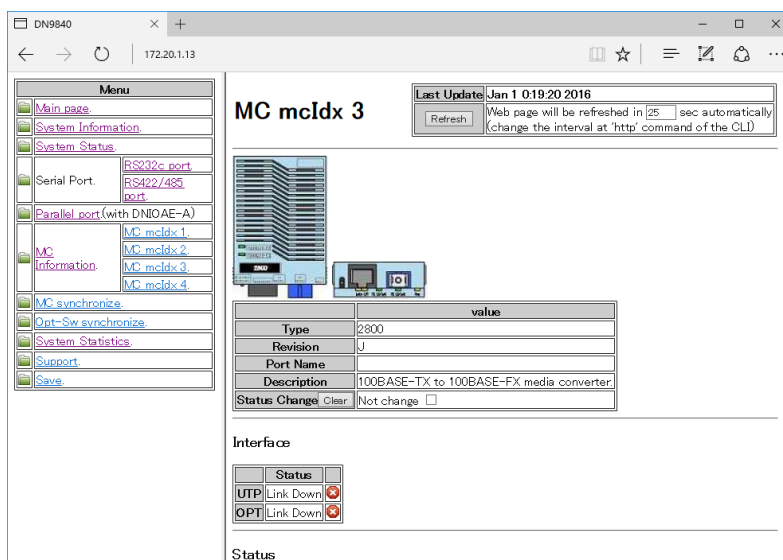 DN9840
172.20.1.13
Menu
Main page.
System Information.
System Status.
Serial Port.
RS232c port.
RS422/485 port.
Parallel port.(with DNIOAE-A)
MC Information.
MC mcIdx 1.
MC mcIdx 2.
MC mcIdx 3.
MC mcIdx 4.
MC synchronize.
Opt-Sw synchronize.
System Statistics.
Support.
Save.
MC mcIdx 3
Last Update Jan 1 0:19:20 2016
Refresh
Web page will be refreshed in 25 sec automatically
(change the interval at 'http' command of the CLI)
value
Type 2800
Revision J
Port Name
Description 100BASE-TX to 100BASE-FX media converter.
Status Change Clear Not change
Interface
Status
UTP Link Down
OPT Link Down
Status